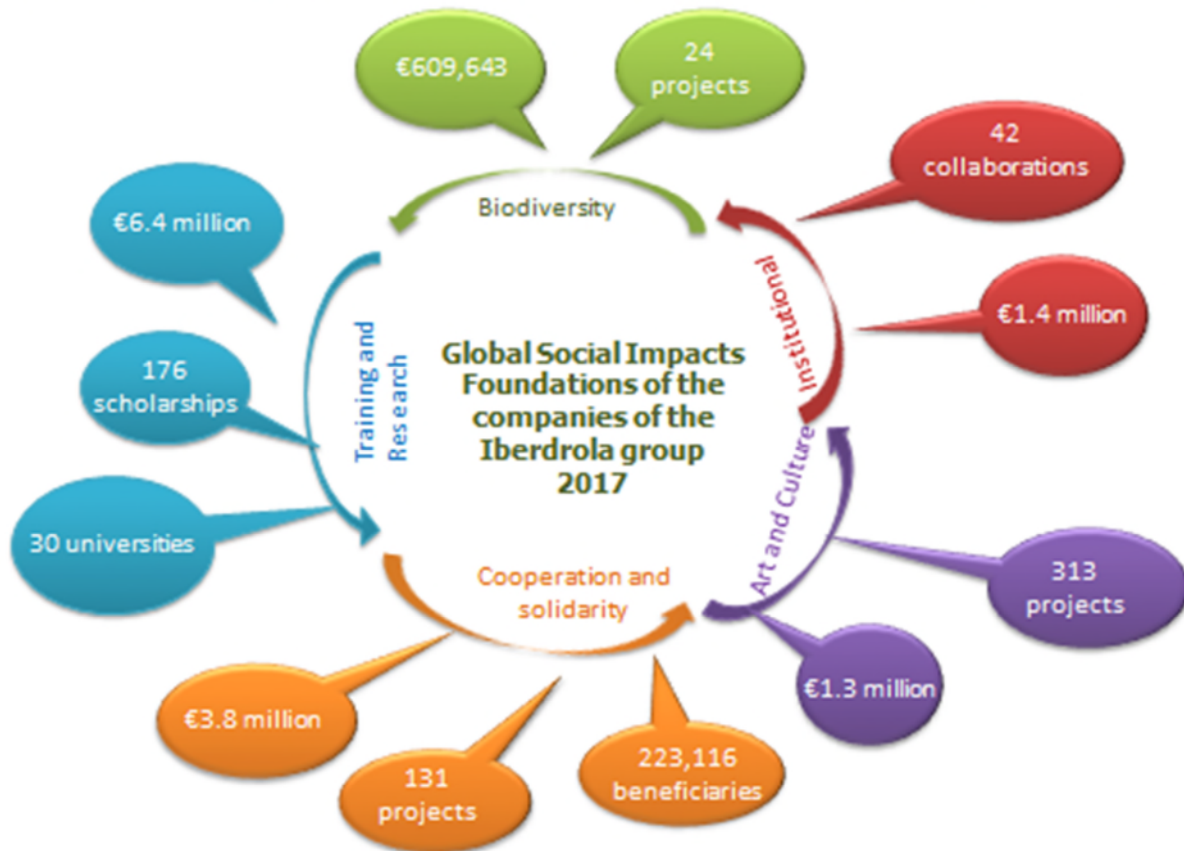 €609,643
24
projects
42
collaborations
€6.4 million
Biodiversity
Institutional
€1.4 million
176
scholarships
Training and
Research
Global Social Impacts
Foundations of the
companies of the
Iberdrola group
2017
Art and Culture
30 universities
Cooperation and
solidarity
313
projects
€1.3 million
€3.8 million
131
projects
223,116
beneficiaries